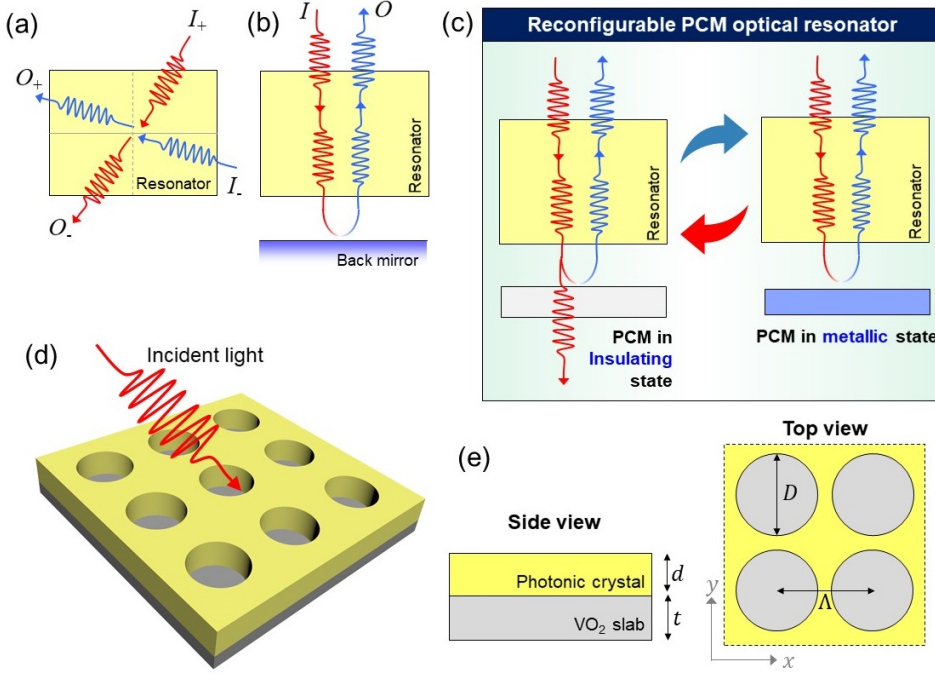 (a)
I₊
O₊
Resonator
I₋
O₋
(b)
I
O
Resonator
Back mirror
(c)
Reconfigurable PCM optical resonator
Resonator
Resonator
PCM in
Insulating
state
PCM in metallic state
(d)
Incident light
(e)
Side view
Photonic crystal
d
VO₂ slab
t
Top view
D
Λ
y
x